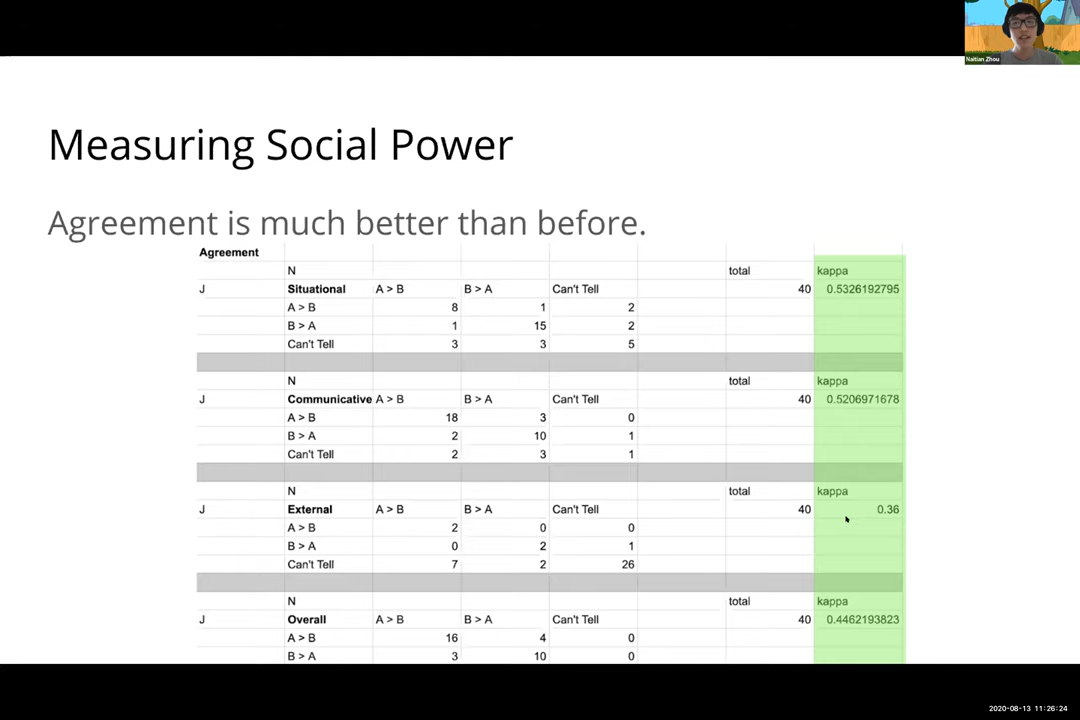 Naitian Zhou
Measuring Social Power
Agreement is much better than before.
Agreement
N total kappa
J Situational A > B B > A Can't Tell 40 0.5326192795
A > B 8 1 2
B > A 1 15 2
Can't Tell 3 3 5
N total kappa
J Communicative A > B B > A Can't Tell 40 0.5206971678
A > B 18 3 0
B > A 2 10 1
Can't Tell 2 3 1
N total kappa
J External A > B B > A Can't Tell 40 0.36
A > B 2 0 0
B > A 0 2 1
Can't Tell 7 2 26
N total kappa
J Overall A > B B > A Can't Tell 40 0.4462193823
A > B 16 4 0
B > A 3 10 0
2020-08-13 11:26:24